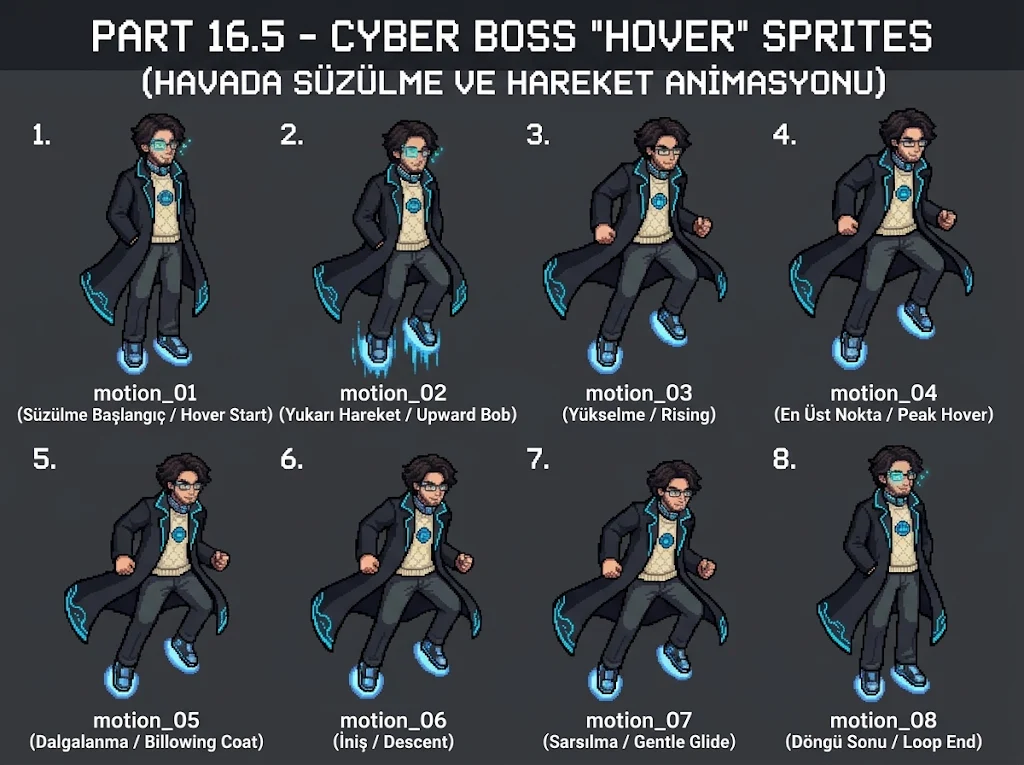 PART 16.5 - CYBER BOSS "HOVER" SPRITES
(HAVADA SÜZÜLME VE HAREKET ANİMASYONU)
1.
2.
3.
4.
motion_01
(Süzülme Başlangıç / Hover Start)
motion_02
(Yukarı Hareket / Upward Bob)
motion_03
(Yükselme / Rising)
motion_04
(En Üst Nokta / Peak Hover)
5.
6.
7.
8.
motion_05
(Dalgalanma / Billowing Coat)
motion_06
(İniş / Descent)
motion_07
(Sarsılma / Gentle Glide)
motion_08
(Döngü Sonu / Loop End)